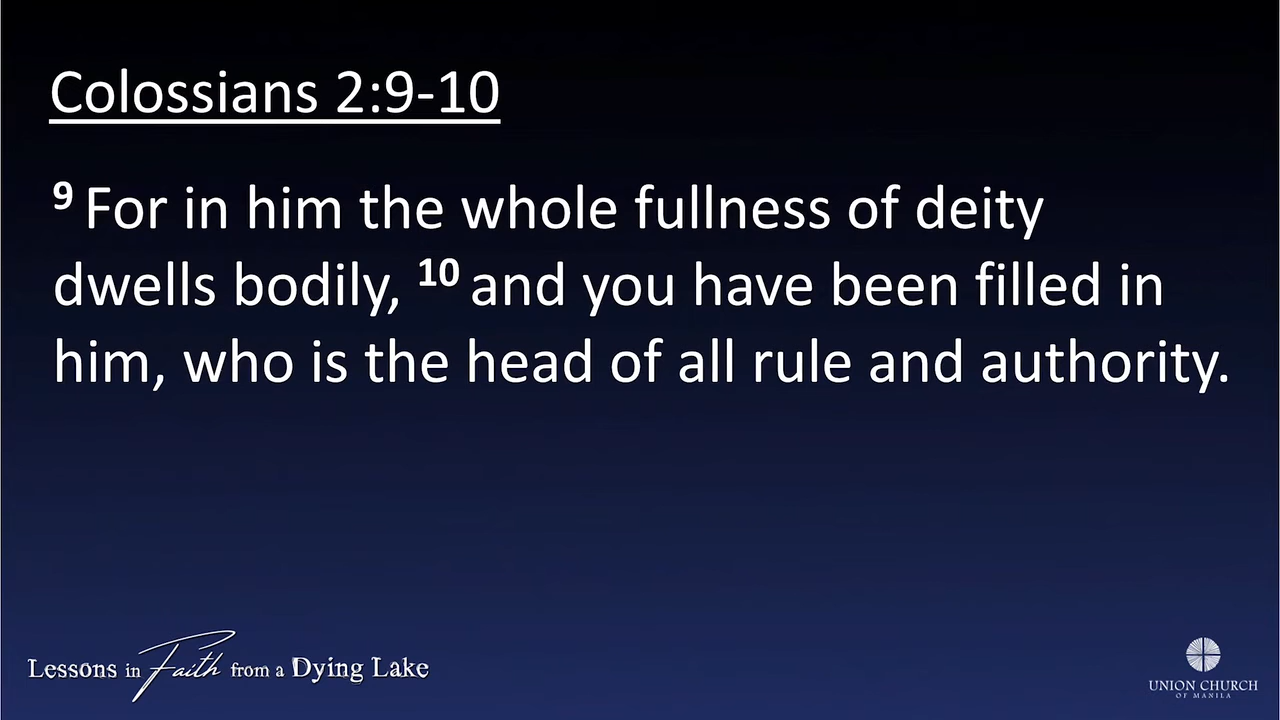 Colossians 2:9-10
9 For in him the whole fullness of deity
dwells bodily, 10 and you have been filled in
him, who is the head of all rule and authority.
Lessons in Faith from a Dying Lake
UNION CHURCH
OF MANILA